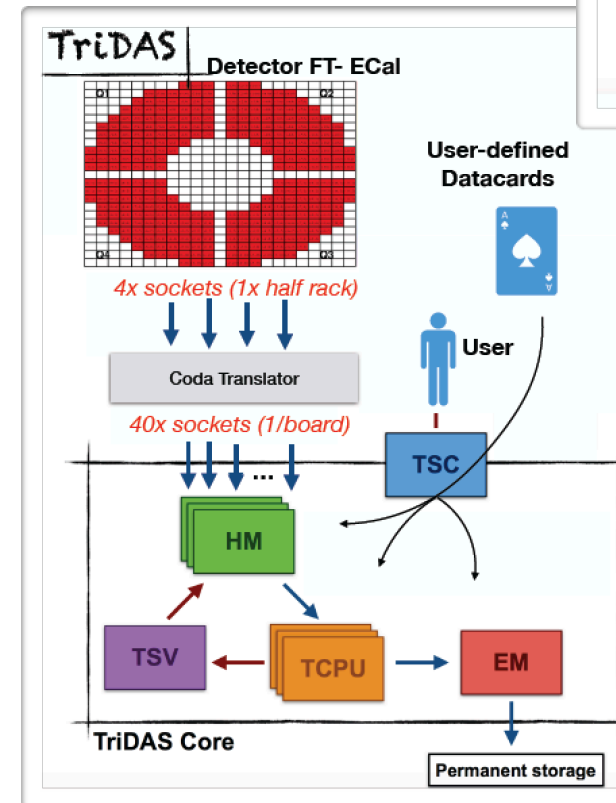 TriDAS
Detector FT- ECal
Q1
Q2
Q4
Q3
User-defined
Datacards
A
A
4x sockets (1x half rack)
User
Coda Translator
40x sockets (1/board)
TSC
...
HM
TSV
TCPU
EM
TriDAS Core
Permanent storage